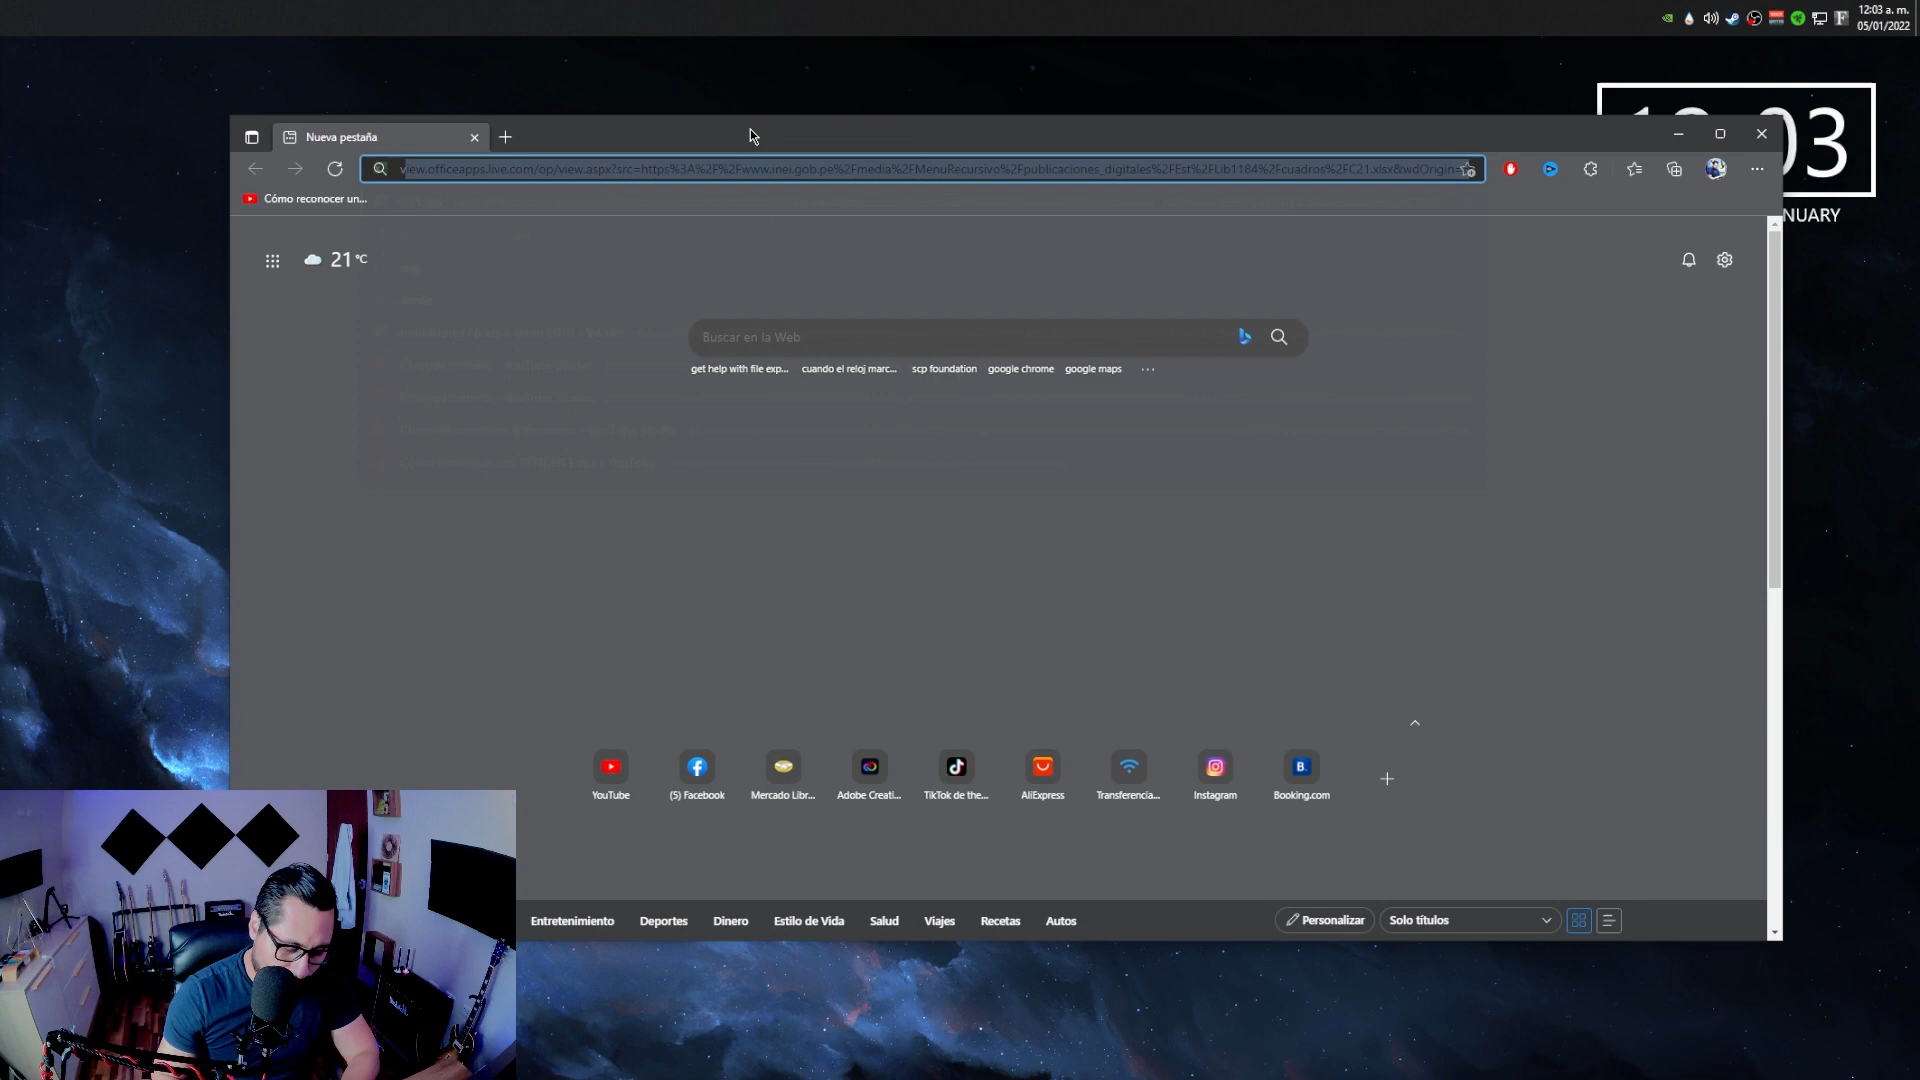 12:03 a. m.
05/01/2022
03
NUARY
Nueva pestaña
view.officeapps.live.com/op/view.aspx?src=https%3A%2F%2Fwww.inei.gob.pe%2Fmedia%2FMenuRecursivo%2Fpublicaciones_digitales%2FEst%2FLib1184%2Fcuadros%2FC21.xlsx&wdOrigin=
Cómo reconocer un...
21 °C
Buscar en la Web
get help with file exp... cuando el reloj marc... scp foundation google chrome google maps ...
YouTube (5) Facebook Mercado Libr... Adobe Creati... TikTok de the... AliExpress Transferencia... Instagram Booking.com
Entretenimiento Deportes Dinero Estilo de Vida Salud Viajes Recetas Autos Personalizar Solo títulos